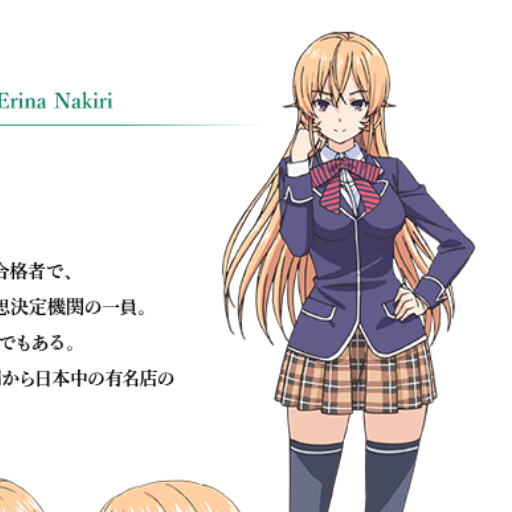 Erina Nakiri
合格者で、
思決定機関の一員。
でもある。
から日本中の有名店の